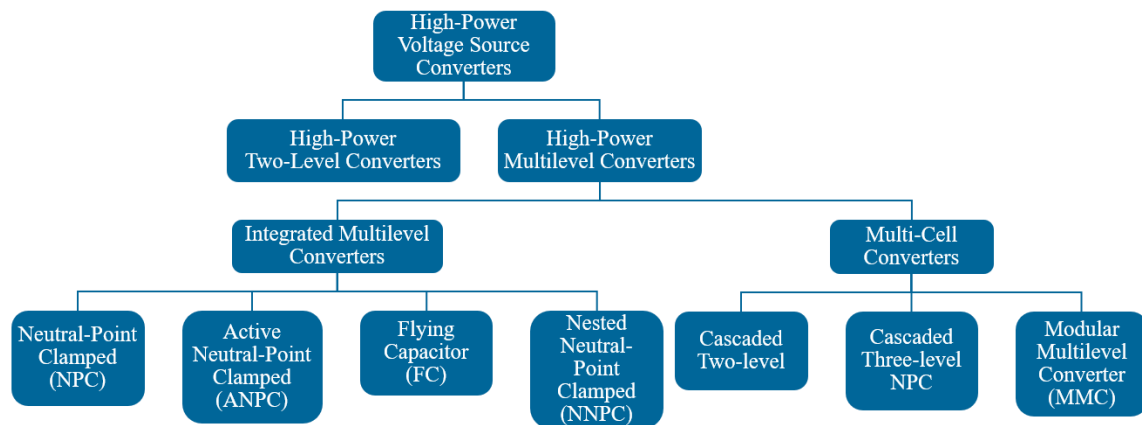 High-Power
Voltage Source
Converters
High-Power
Two-Level Converters
High-Power
Multilevel Converters
Integrated Multilevel
Converters
Multi-Cell
Converters
Neutral-Point
Clamped
(NPC)
Active
Neutral-Point
Clamped
(ANPC)
Flying
Capacitor
(FC)
Nested
Neutral-
Point
Clamped
(NNPC)
Cascaded
Two-level
Cascaded
Three-level
NPC
Modular
Multilevel
Converter
(MMC)